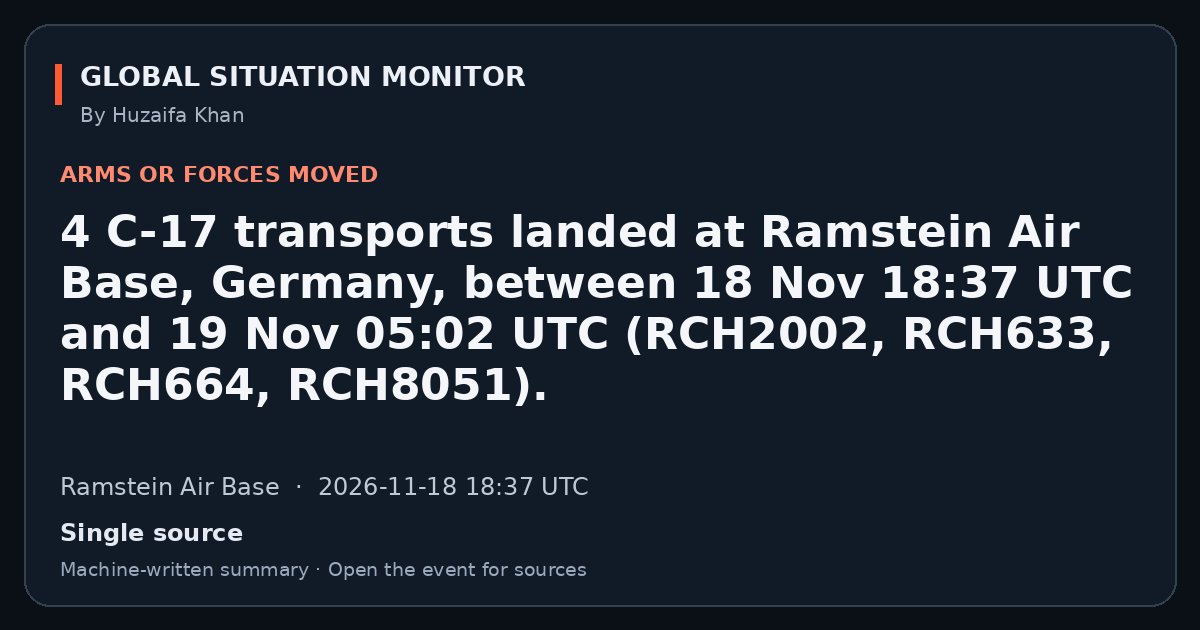 GLOBAL SITUATION MONITOR
By Huzaifa Khan
ARMS OR FORCES MOVED
4 C-17 transports landed at Ramstein Air
Base, Germany, between 18 Nov 18:37 UTC
and 19 Nov 05:02 UTC (RCH2002, RCH633,
RCH664, RCH8051).
Ramstein Air Base · 2026-11-18 18:37 UTC
Single source
Machine-written summary · Open the event for sources